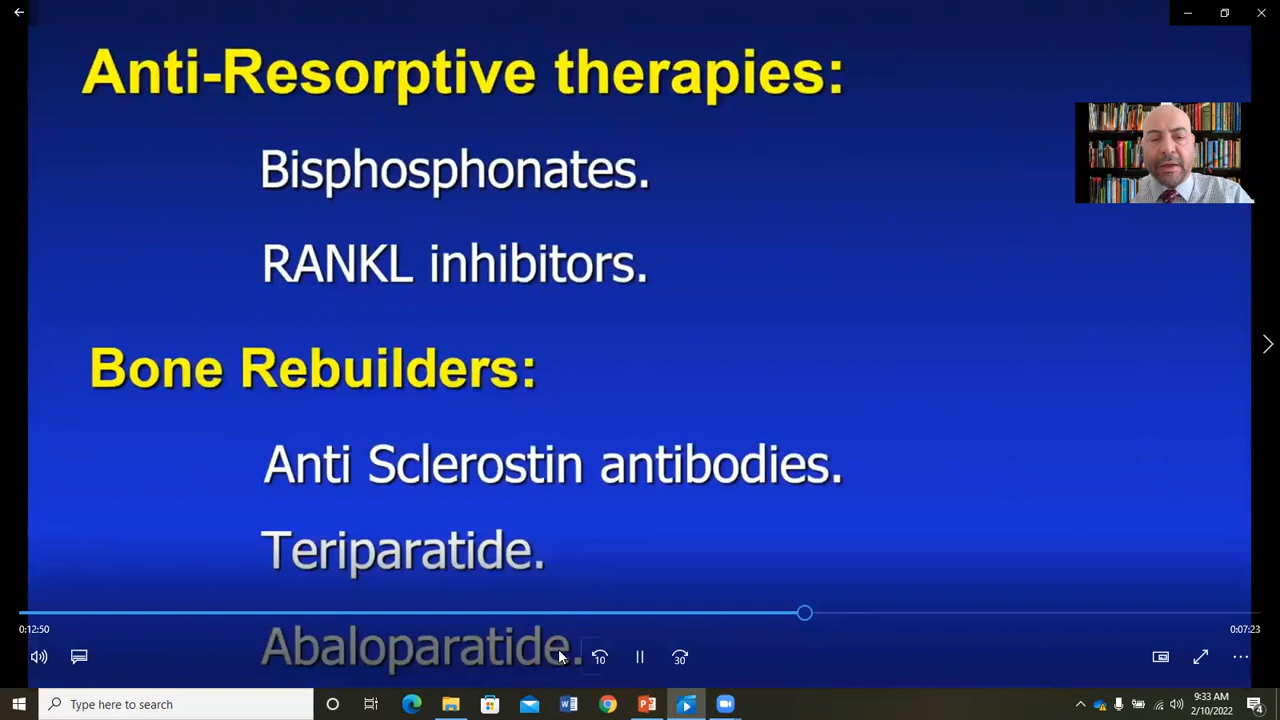 Anti-Resorptive therapies:
Bisphosphonates.
RANKL inhibitors.
Bone Rebuilders:
Anti Sclerostin antibodies.
Teriparatide.
0:12:50
0:07:23
Abaloparatide.
10
30
Type here to search
9:33 AM
2/10/2022
4